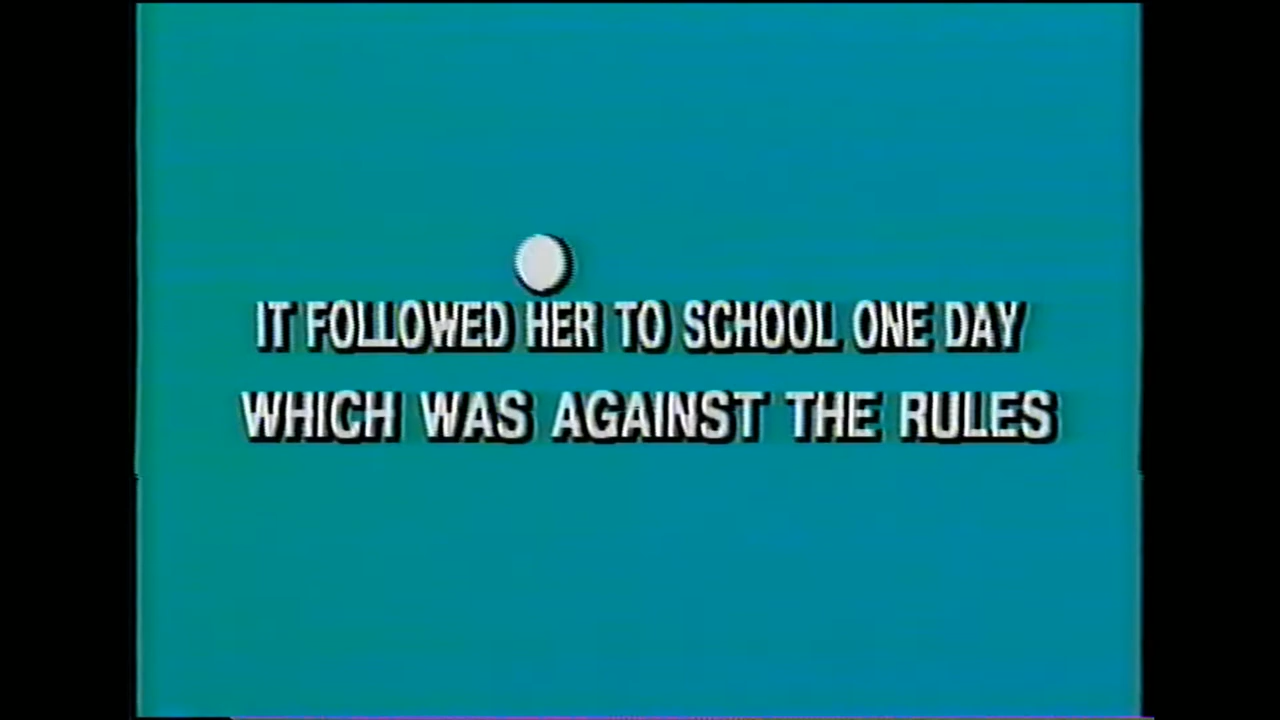 IT FOLLOWED HER TO SCHOOL ONE DAY
WHICH WAS AGAINST THE RULES